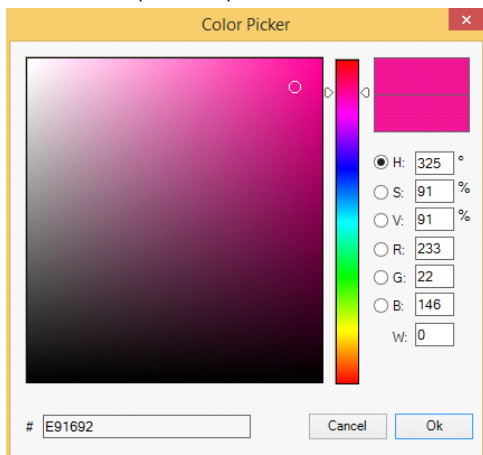 Color Picker
×
H: 325 °
S: 91 %
V: 91 %
R: 233
G: 22
B: 146
W: 0
# E91692
Cancel Ok